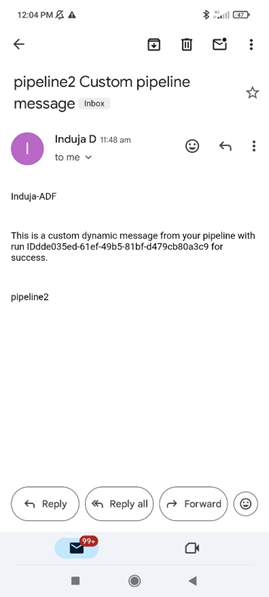 12:04 PM
47
pipeline2 Custom pipeline
message Inbox
I
Induja D 11:48 am
to me
Induja-ADF
This is a custom dynamic message from your pipeline with
run IDdde035ed-61ef-49b5-81bf-d479cb80a3c9 for
success.
pipeline2
Reply
Reply all
Forward
99+